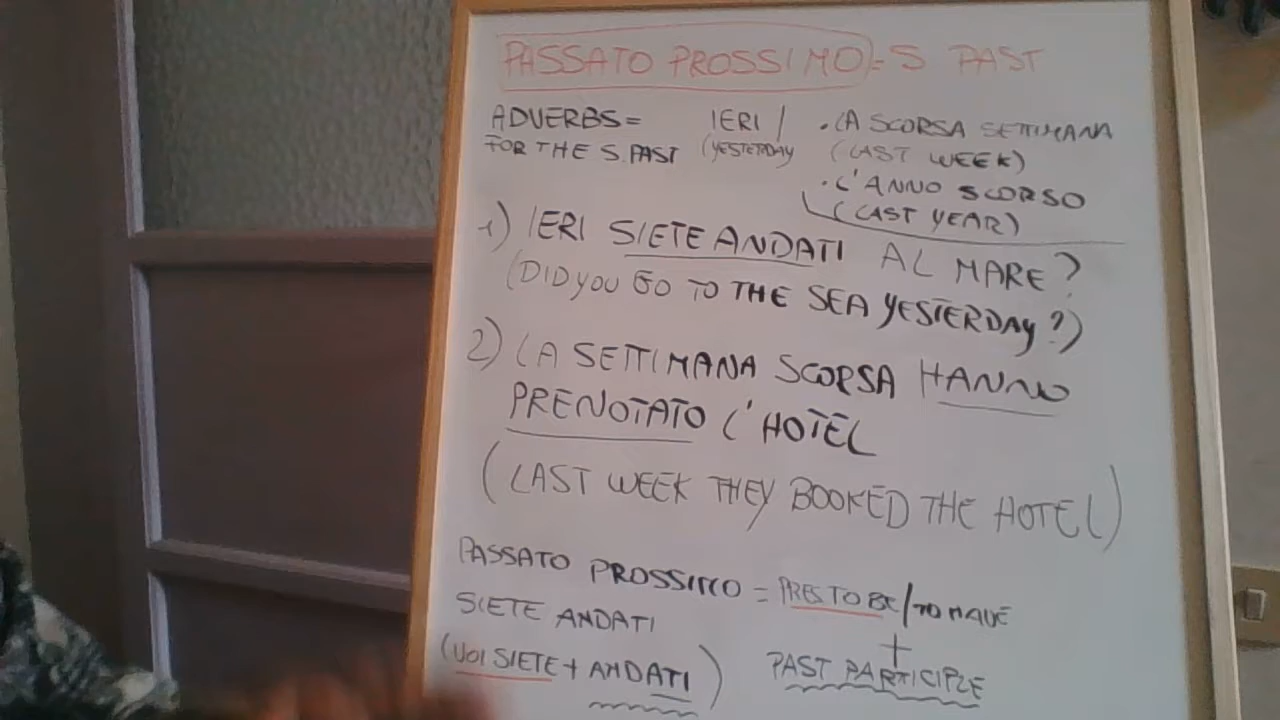 PASSATO PROSSIMO = S PAST
ADVERBS = IERI / . LA SCORSA SETTIMANA
FOR THE S. PAST (YESTERDAY (LAST WEEK)
. L'ANNO SCORSO
(LAST YEAR)
1) IERI SIETE ANDATI AL MARE?
(DID YOU GO TO THE SEA YESTERDAY?)
2) LA SETTIMANA SCORSA HANNO
PRENOTATO L'HOTEL
(LAST WEEK THEY BOOKED THE HOTEL)
PASSATO PROSSIMO = PRES TO BE/TO HAVE
SIETE ANDATI +
(VOI SIETE + ANDATI) PAST PARTICIPLE